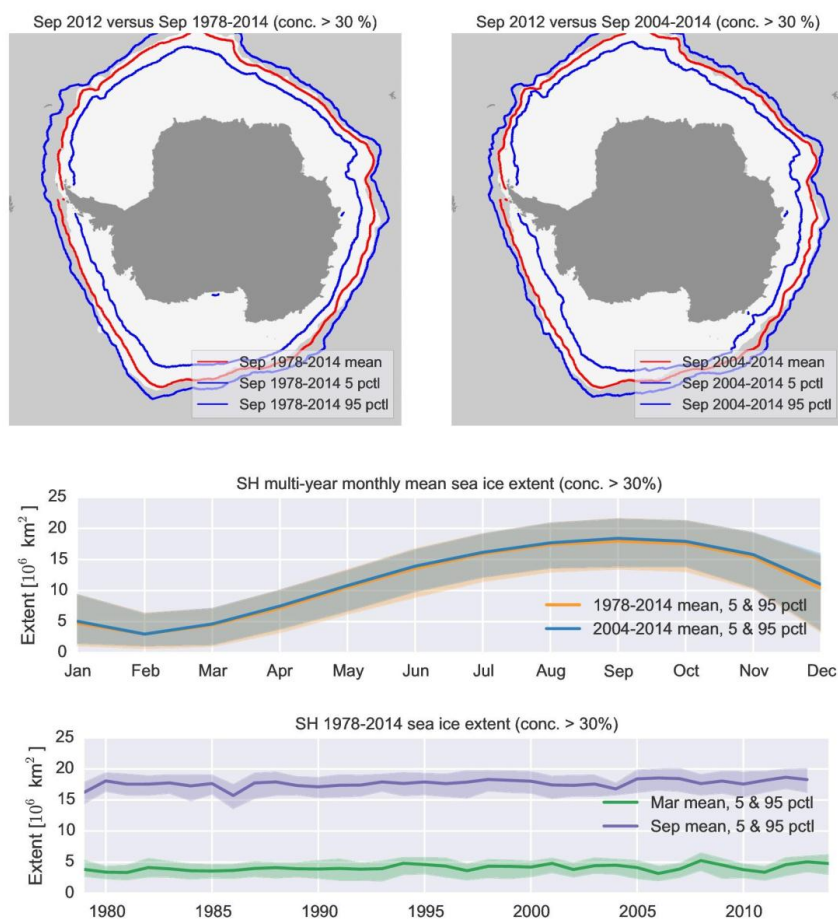 Sep 2012 versus Sep 1978-2014 (conc. > 30 %)
Sep 2012 versus Sep 2004-2014 (conc. > 30 %)
Sep 1978-2014 mean
Sep 1978-2014 5 pctl
Sep 1978-2014 95 pctl
Sep 2004-2014 mean
Sep 2004-2014 5 pctl
Sep 2004-2014 95 pctl
SH multi-year monthly mean sea ice extent (conc. > 30%)
Extent [10⁶ km²]
25
20
15
10
5
0
1978-2014 mean, 5 & 95 pctl
2004-2014 mean, 5 & 95 pctl
Jan Feb Mar Apr May Jun Jul Aug Sep Oct Nov Dec
SH 1978-2014 sea ice extent (conc. > 30%)
Extent [10⁶ km²]
25
20
15
10
5
0
Mar mean, 5 & 95 pctl
Sep mean, 5 & 95 pctl
1980 1985 1990 1995 2000 2005 2010